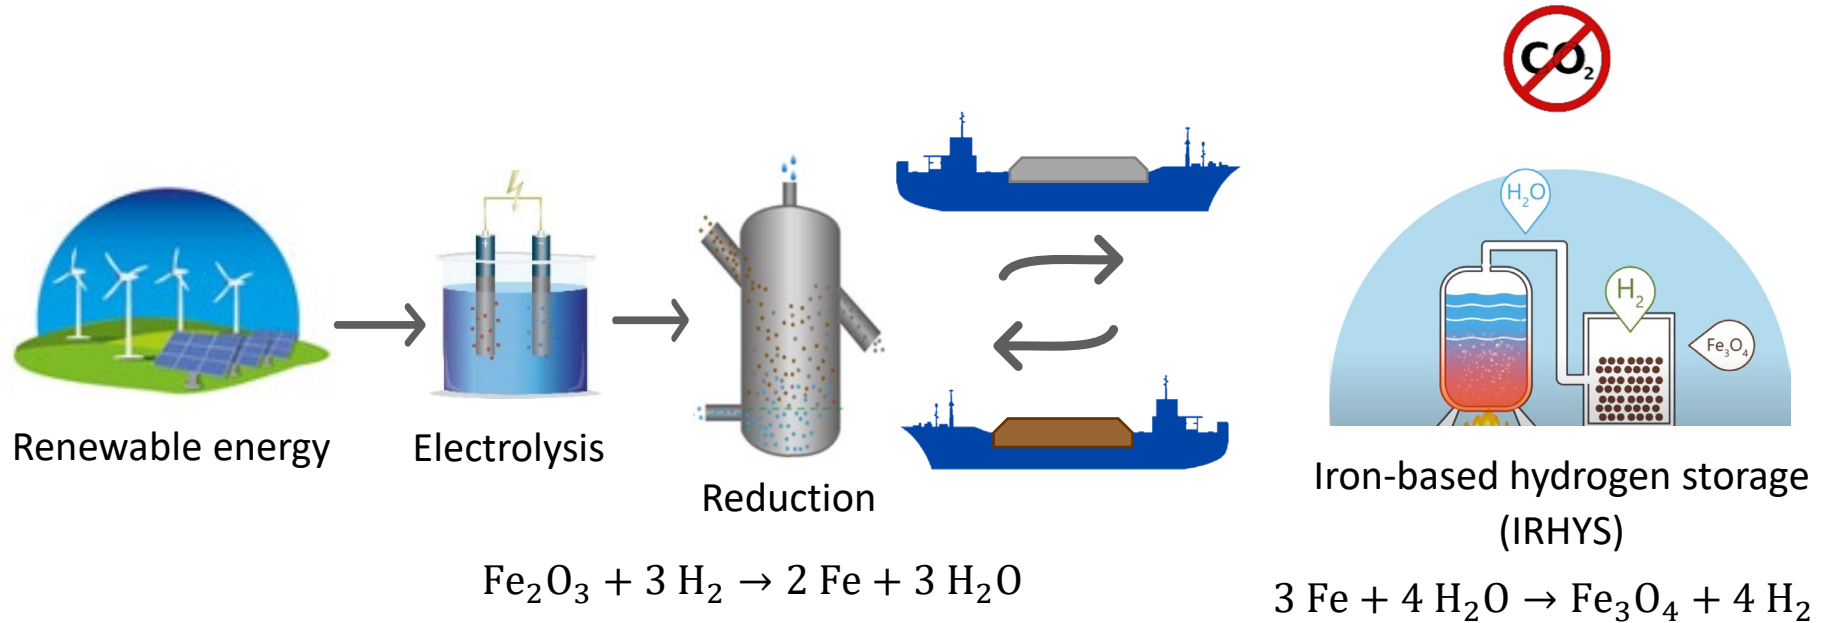 CO₂
H₂O
H₂
Fe₃O₄
Renewable energy
Electrolysis
Reduction
Iron-based hydrogen storage
(IRHYS)
Fe₂O₃ + 3 H₂ → 2 Fe + 3 H₂O
3 Fe + 4 H₂O → Fe₃O₄ + 4 H₂